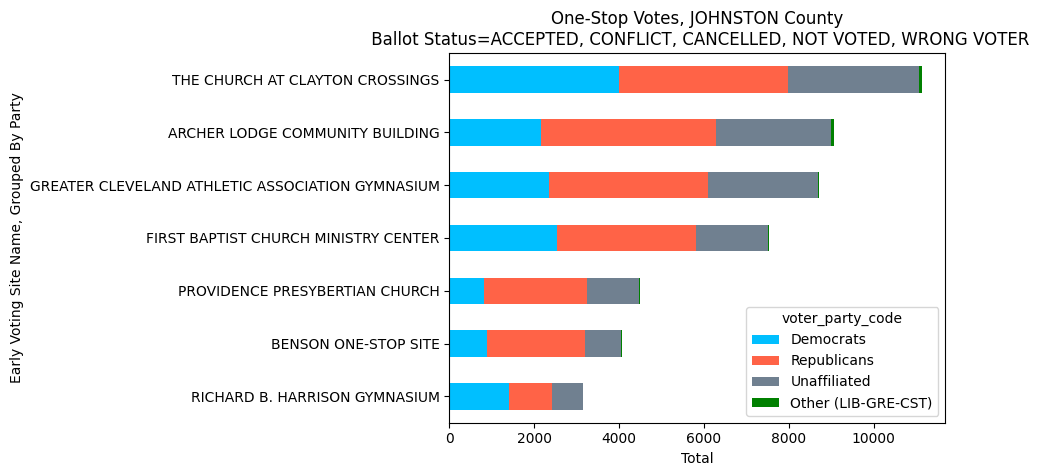 One-Stop Votes, JOHNSTON County
Ballot Status=ACCEPTED, CONFLICT, CANCELLED, NOT VOTED, WRONG VOTER
Early Voting Site Name, Grouped By Party
THE CHURCH AT CLAYTON CROSSINGS
ARCHER LODGE COMMUNITY BUILDING
GREATER CLEVELAND ATHLETIC ASSOCIATION GYMNASIUM
FIRST BAPTIST CHURCH MINISTRY CENTER
PROVIDENCE PRESYBERTIAN CHURCH
BENSON ONE-STOP SITE
RICHARD B. HARRISON GYMNASIUM
voter_party_code
Democrats
Republicans
Unaffiliated
Other (LIB-GRE-CST)
0 2000 4000 6000 8000 10000
Total